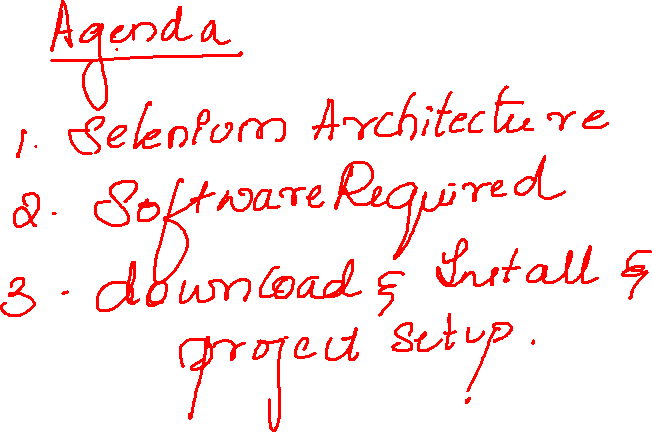 Agenda
1. Selenium Architecture
2. Software Required
3. download & Install &
project setup.